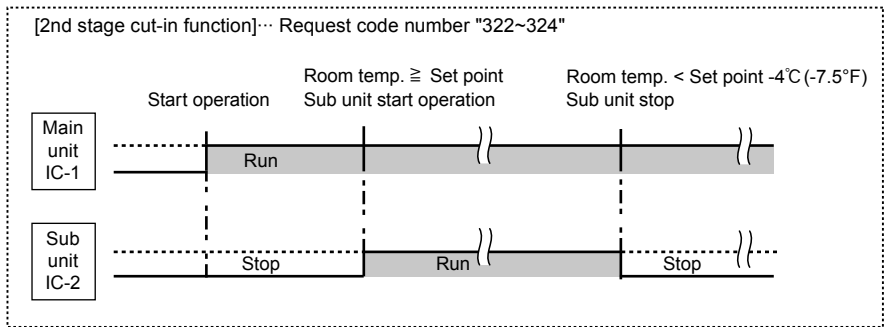 [2nd stage cut-in function]··· Request code number "322~324"
Start operation
Room temp. ≧ Set point
Sub unit start operation
Room temp. < Set point -4℃ (-7.5°F)
Sub unit stop
Main
unit
IC-1
Run
Sub
unit
IC-2
Stop
Run
Stop